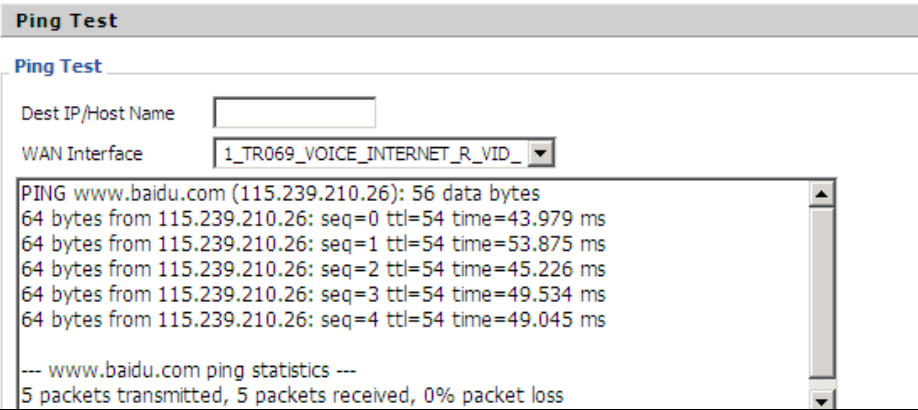 Ping Test
Ping Test
Dest IP/Host Name
WAN Interface 1_TR069_VOICE_INTERNET_R_VID_
PING www.baidu.com (115.239.210.26): 56 data bytes
64 bytes from 115.239.210.26: seq=0 ttl=54 time=43.979 ms
64 bytes from 115.239.210.26: seq=1 ttl=54 time=53.875 ms
64 bytes from 115.239.210.26: seq=2 ttl=54 time=45.226 ms
64 bytes from 115.239.210.26: seq=3 ttl=54 time=49.534 ms
64 bytes from 115.239.210.26: seq=4 ttl=54 time=49.045 ms
--- www.baidu.com ping statistics ---
5 packets transmitted, 5 packets received, 0% packet loss